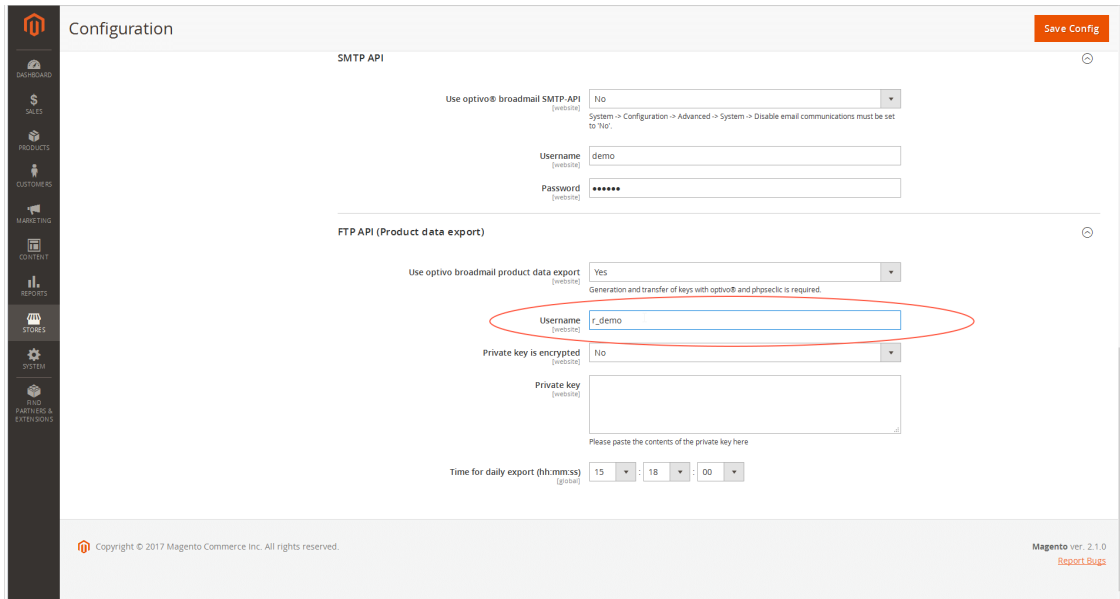 Configuration
Save Config
DASHBOARD
SALES
PRODUCTS
CUSTOMERS
MARKETING
CONTENT
REPORTS
STORES
SYSTEM
FIND
PARTNERS &
EXTENSIONS
SMTP API
Use optivo® broadmail SMTP-API
[website]
No
System -> Configuration -> Advanced -> System -> Disable email communications must be set
to 'No'.
Username
[website]
demo
Password
[website]
••••••
FTP API (Product data export)
Use optivo broadmail product data export
[website]
Yes
Generation and transfer of keys with optivo® and phpseclic is required.
Username
[website]
r_demo
Private key is encrypted
[website]
No
Private key
[website]
Please paste the contents of the private key here
Time for daily export (hh:mm:ss)
[global]
15 : 18 : 00
Copyright © 2017 Magento Commerce Inc. All rights reserved.
Magento ver. 2.1.0
Report Bugs